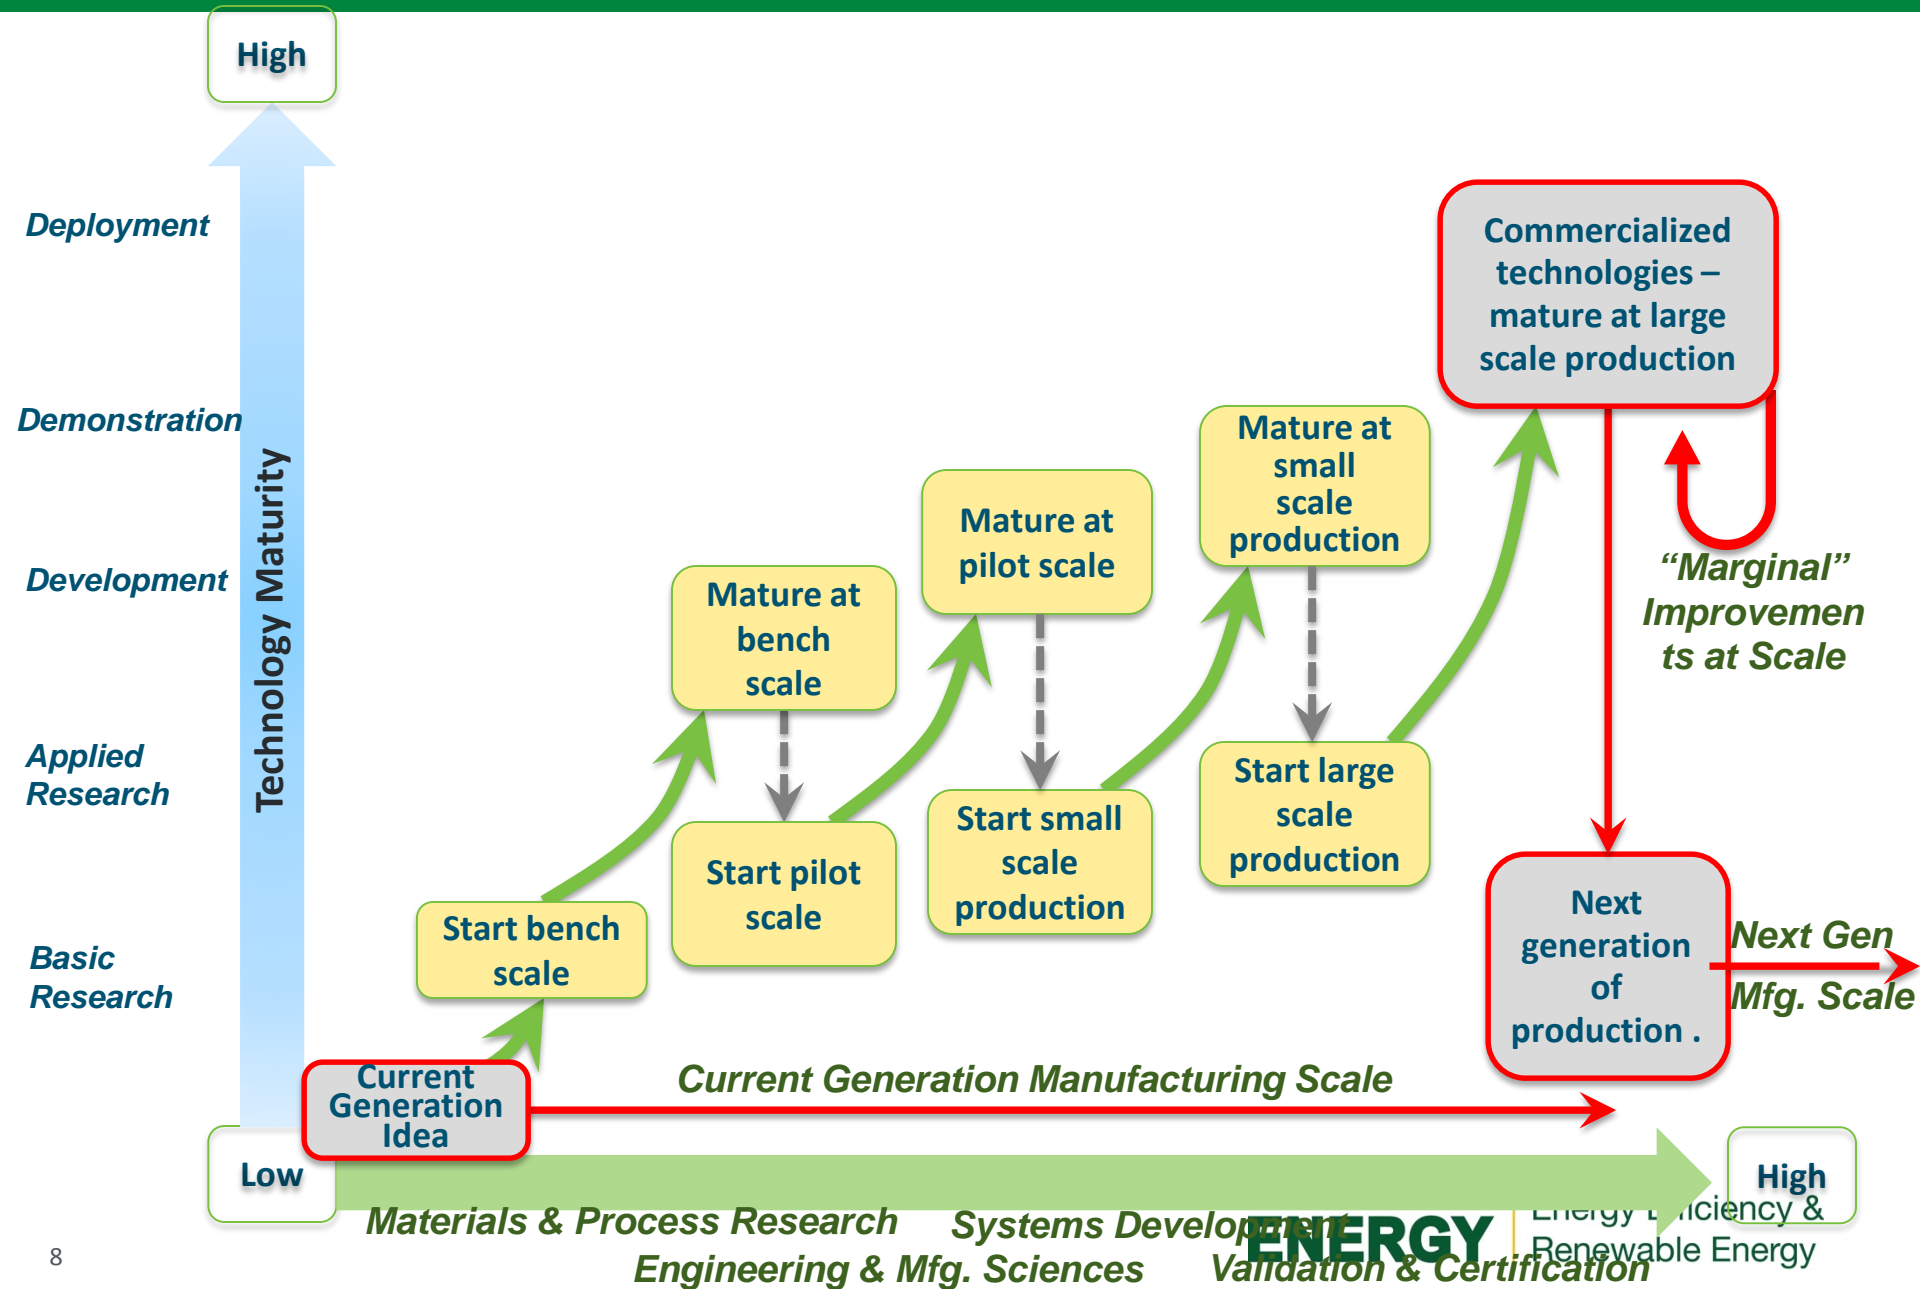 High
Deployment
Demonstration
Development
Applied
Research
Basic
Research
Technology Maturity
Low
Current
Generation
Idea
Start bench
scale
Mature at
bench
scale
Start pilot
scale
Mature at
pilot scale
Start small
scale
production
Mature at
small
scale
production
Start large
scale
production
Commercialized
technologies –
mature at large
scale production
“Marginal”
Improvemen
ts at Scale
Next
generation
of
production .
Next Gen
Mfg. Scale
Current Generation Manufacturing Scale
High
Materials & Process Research
Systems Development
Engineering & Mfg. Sciences
Validation & Certification
ENERGY
Energy Efficiency &
Renewable Energy
8